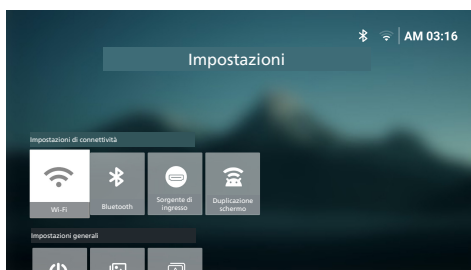 AM 03:16
Impostazioni
Impostazioni di connettività
Wi-Fi
Bluetooth
Sorgente di
ingresso
Duplicazione
schermo
Impostazioni generali